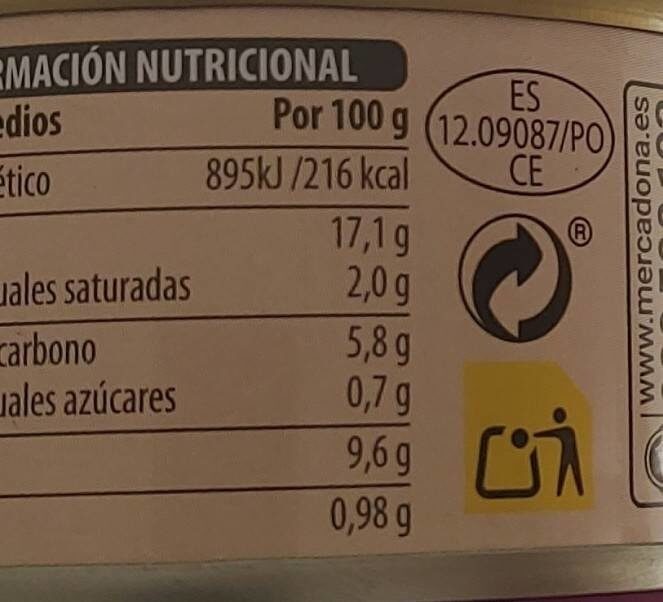 RMACIÓN NUTRICIONAL
edios Por 100 g
ético 895kJ /216 kcal
17,1 g
uales saturadas 2,0 g
carbono 5,8 g
uales azúcares 0,7 g
9,6 g
0,98 g
ES
12.09087/PO
CE
®
www.mercadona.es